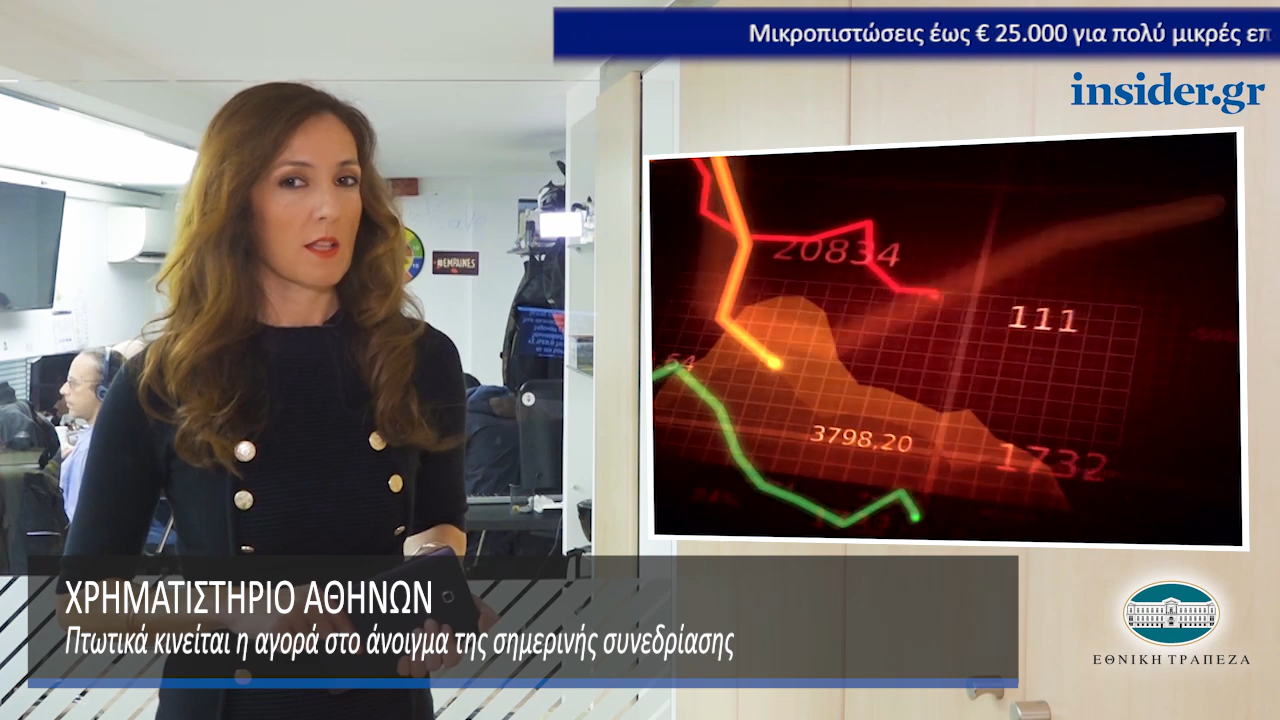 Μικροπιστώσεις έως € 25.000 για πολύ μικρές επ
insider.gr
#EMPAINES
20834
111
3798,20
1732
ΧΡΗΜΑΤΙΣΤΗΡΙΟ ΑΘΗΝΩΝ
Πτωτικά κινείται η αγορά στο άνοιγμα της σημερινής συνεδρίασης
ΕΘΝΙΚΗ ΤΡΑΠΕΖΑ